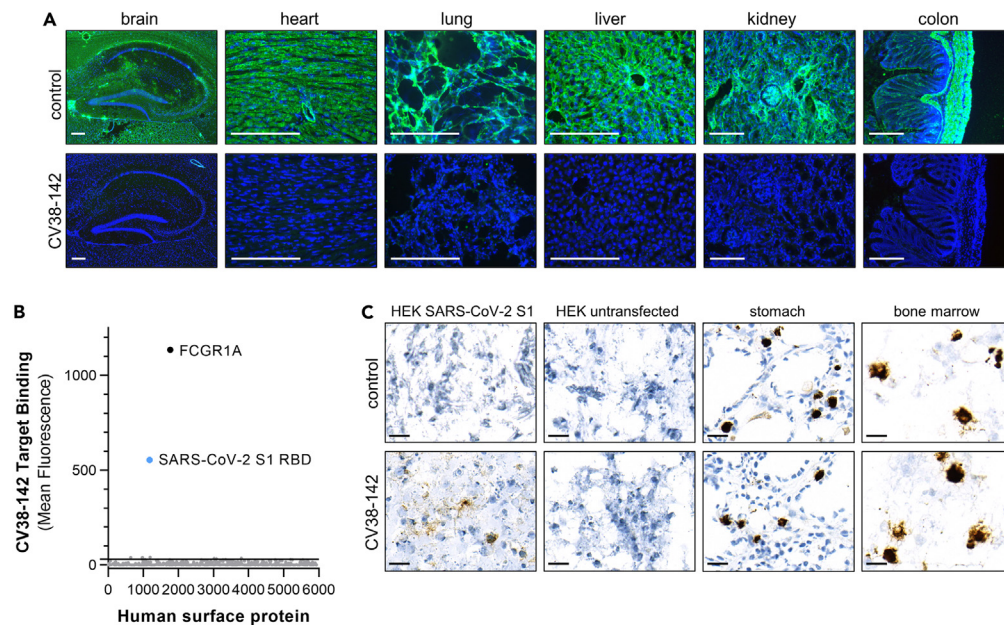 A
brain heart lung liver kidney colon
control
CV38-142
B
CV38-142 Target Binding
(Mean Fluorescence)
1000
500
0
FCGR1A
SARS-CoV-2 S1 RBD
0 1000 2000 3000 4000 5000 6000
Human surface protein
C
HEK SARS-CoV-2 S1 HEK untransfected stomach bone marrow
control
CV38-142